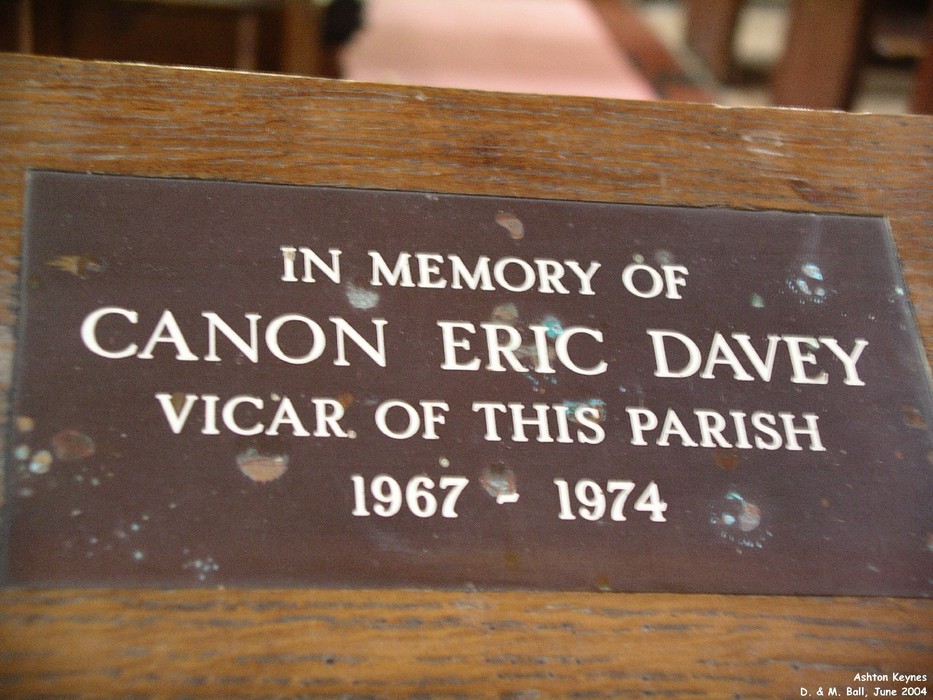 IN MEMORY OF
CANON ERIC DAVEY
VICAR OF THIS PARISH
1967 - 1974
Ashton Keynes
D. & M. Ball, June 2004